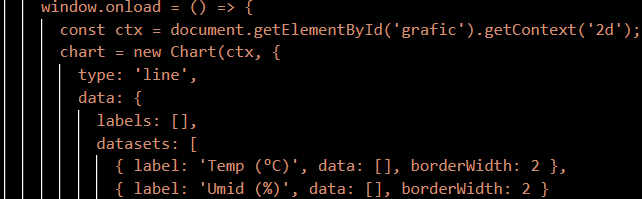 window.onload = () => {
const ctx = document.getElementById('grafic').getContext('2d');
chart = new Chart(ctx, {
type: 'line',
data: {
labels: [],
datasets: [
{ label: 'Temp (ºC)', data: [], borderWidth: 2 },
{ label: 'Umid (%)', data: [], borderWidth: 2 }